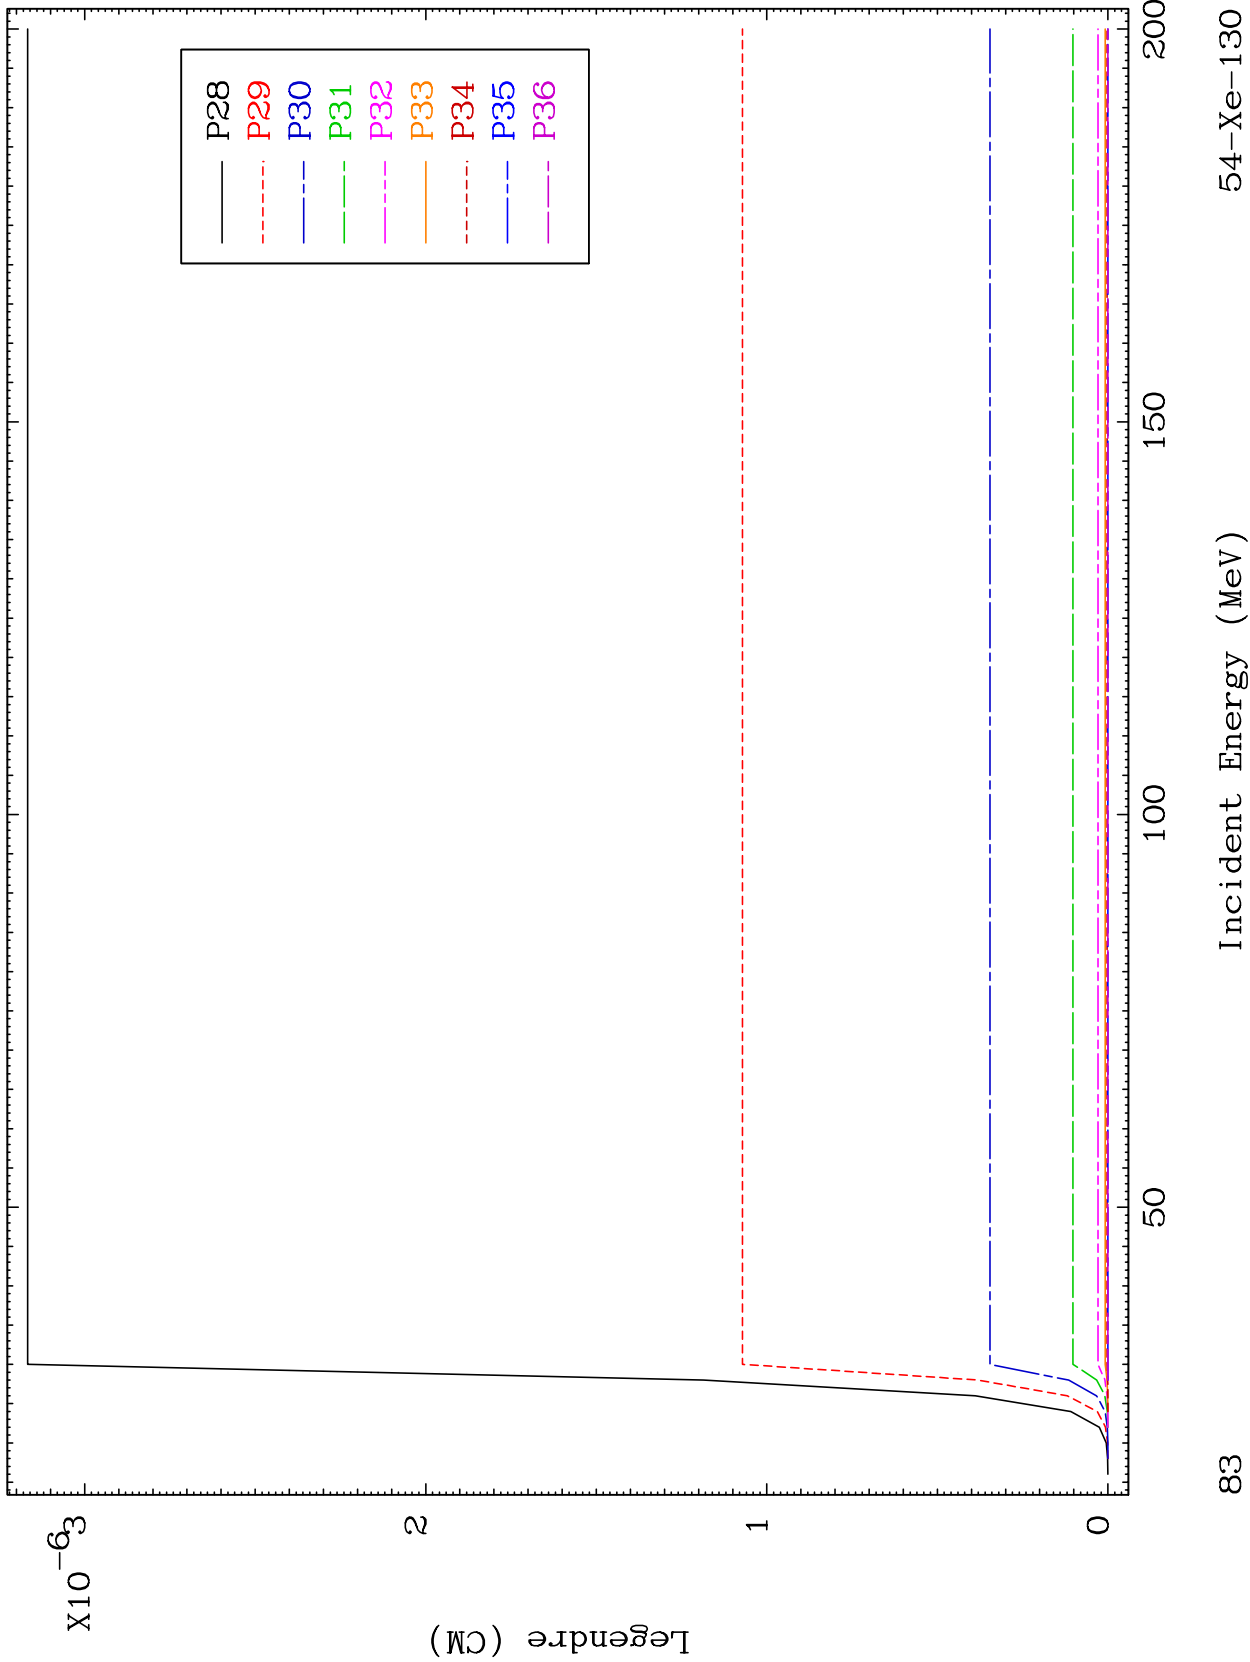 X10⁻⁶
3
2
1
0
Legendre (CM)
P28
P29
P30
P31
P32
P33
P34
P35
P36
50
100
150
200
Incident Energy (MeV)
83
54-Xe-130